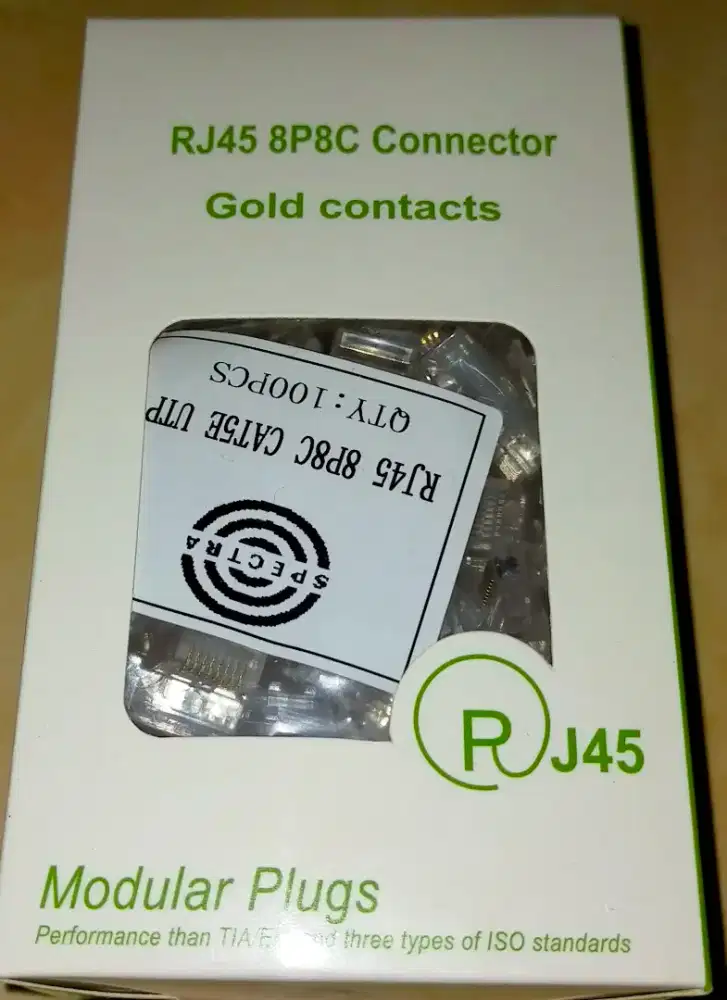 RJ45 8P8C Connector
Gold contacts
SPECTRA
RJ45 8P8C CAT5E UTP
QTY:100PCS
RJ45
Modular Plugs
Performance than TIA/E and three types of ISO standards